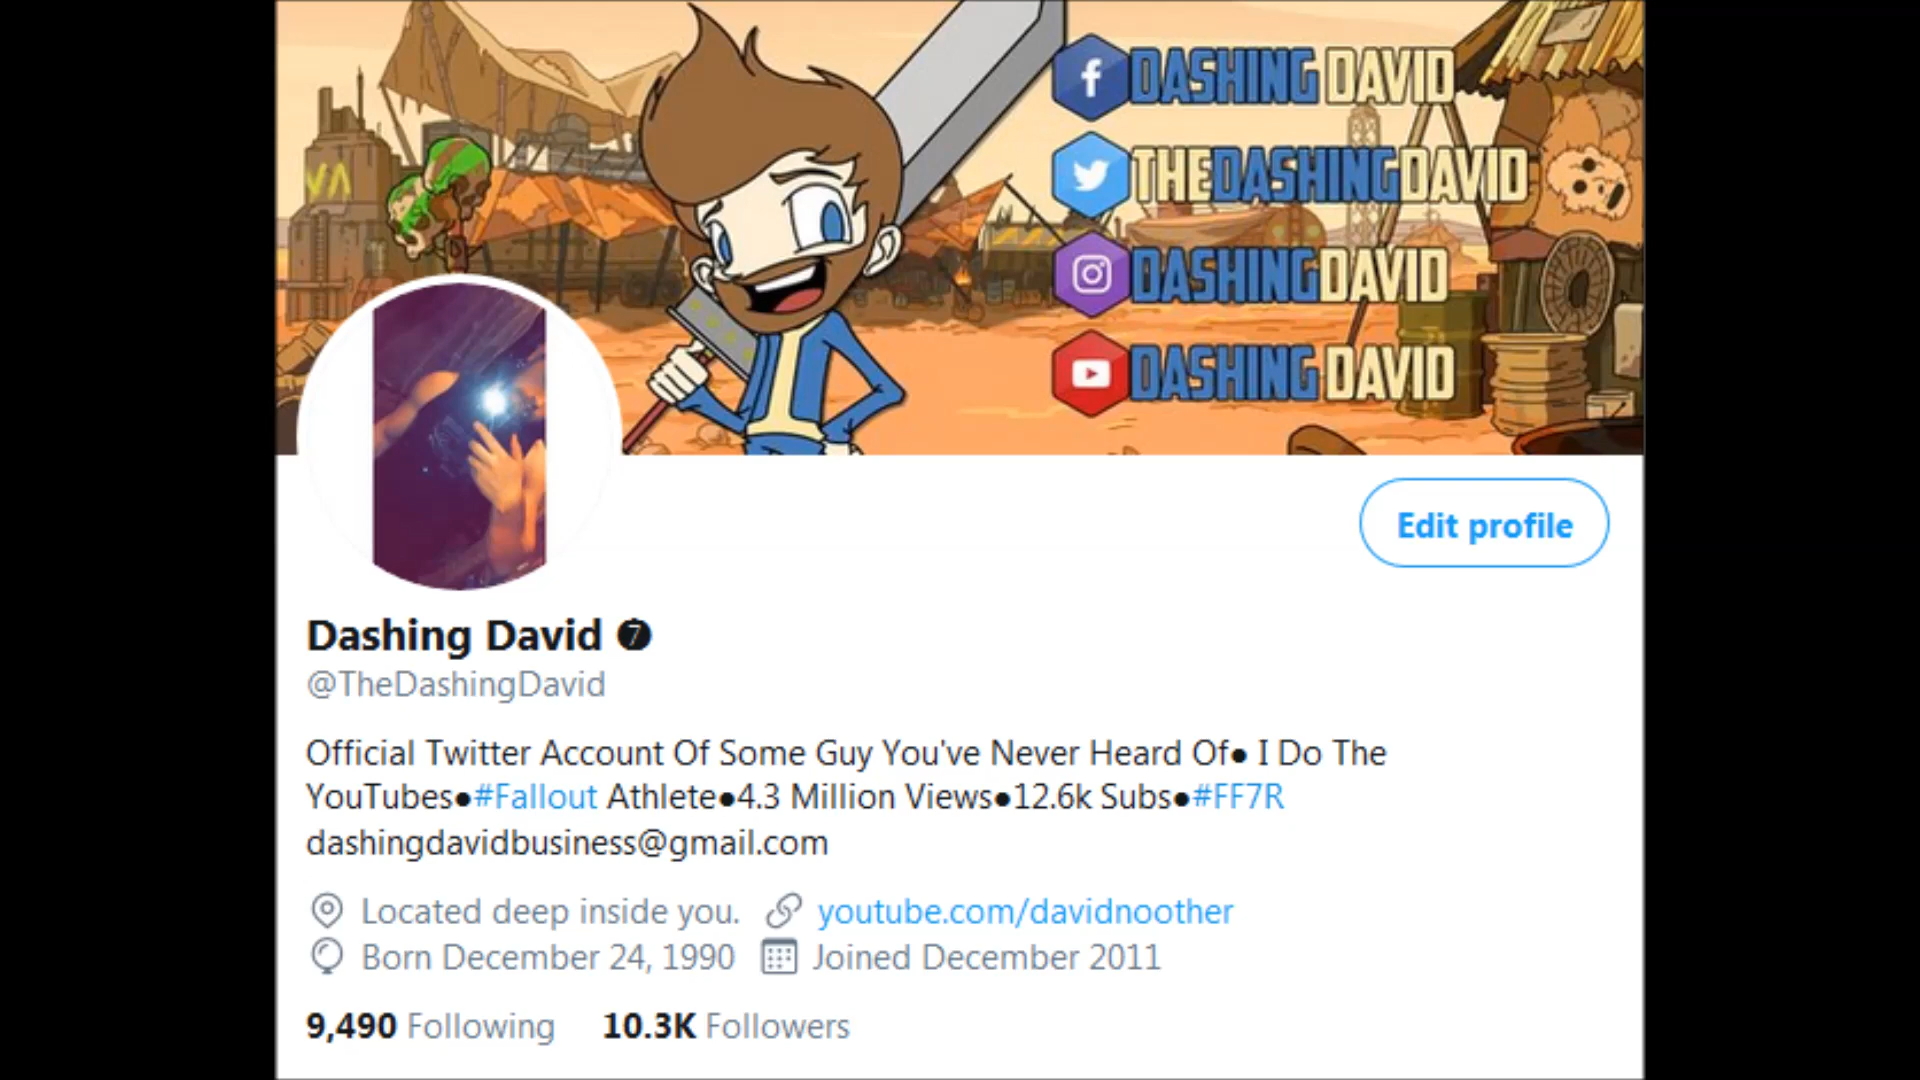 DASHING DAVID
THEDASHINGDAVID
DASHINGDAVID
DASHING DAVID
Edit profile
Dashing David ❼
@TheDashingDavid
Official Twitter Account Of Some Guy You've Never Heard Of● I Do The
YouTubes●#Fallout Athlete●4.3 Million Views●12.6k Subs●#FF7R
dashingdavidbusiness@gmail.com
Located deep inside you. youtube.com/davidnoother
Born December 24, 1990 Joined December 2011
9,490 Following 10.3K Followers